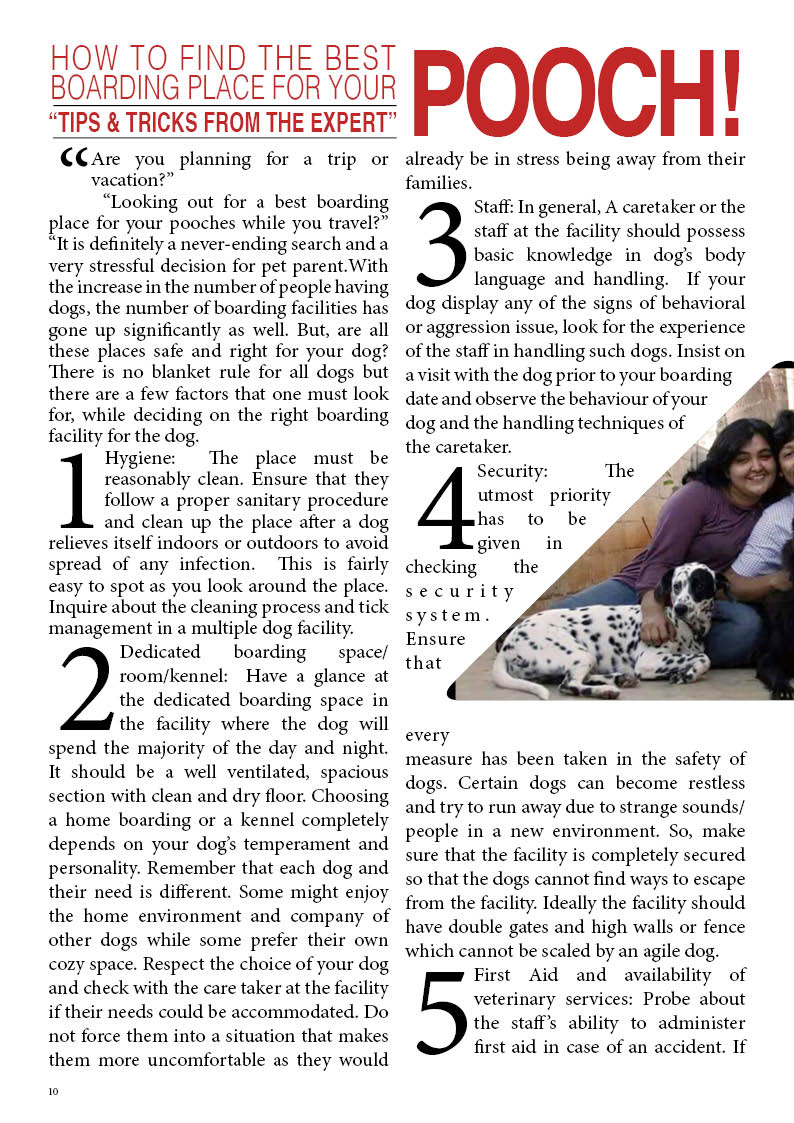 HOW TO FIND THE BEST
BOARDING PLACE FOR YOUR
“TIPS & TRICKS FROM THE EXPERT”
POOCH!
“Are you planning for a trip or
vacation?”
“Looking out for a best boarding
place for your pooches while you travel?”
“It is definitely a never-ending search and a
very stressful decision for pet parent.With
the increase in the number of people having
dogs, the number of boarding facilities has
gone up significantly as well. But, are all
these places safe and right for your dog?
There is no blanket rule for all dogs but
there are a few factors that one must look
for, while deciding on the right boarding
facility for the dog.
1 Hygiene: The place must be
reasonably clean. Ensure that they
follow a proper sanitary procedure
and clean up the place after a dog
relieves itself indoors or outdoors to avoid
spread of any infection. This is fairly
easy to spot as you look around the place.
Inquire about the cleaning process and tick
management in a multiple dog facility.
2 Dedicated boarding space/
room/kennel: Have a glance at
the dedicated boarding space in
the facility where the dog will
spend the majority of the day and night.
It should be a well ventilated, spacious
section with clean and dry floor. Choosing
a home boarding or a kennel completely
depends on your dog’s temperament and
personality. Remember that each dog and
their need is different. Some might enjoy
the home environment and company of
other dogs while some prefer their own
cozy space. Respect the choice of your dog
and check with the care taker at the facility
if their needs could be accommodated. Do
not force them into a situation that makes
them more uncomfortable as they would
already be in stress being away from their
families.
3 Staff: In general, A caretaker or the
staff at the facility should possess
basic knowledge in dog’s body
language and handling. If your
dog display any of the signs of behavioral
or aggression issue, look for the experience
of the staff in handling such dogs. Insist on
a visit with the dog prior to your boarding
date and observe the behaviour of your
dog and the handling techniques of
the caretaker.
4 Security: The
utmost priority
has to be
given in
checking the
security
system.
Ensure
that
every
measure has been taken in the safety of
dogs. Certain dogs can become restless
and try to run away due to strange sounds/
people in a new environment. So, make
sure that the facility is completely secured
so that the dogs cannot find ways to escape
from the facility. Ideally the facility should
have double gates and high walls or fence
which cannot be scaled by an agile dog.
5 First Aid and availability of
veterinary services: Probe about
the staff’s ability to administer
first aid in case of an accident. If
10